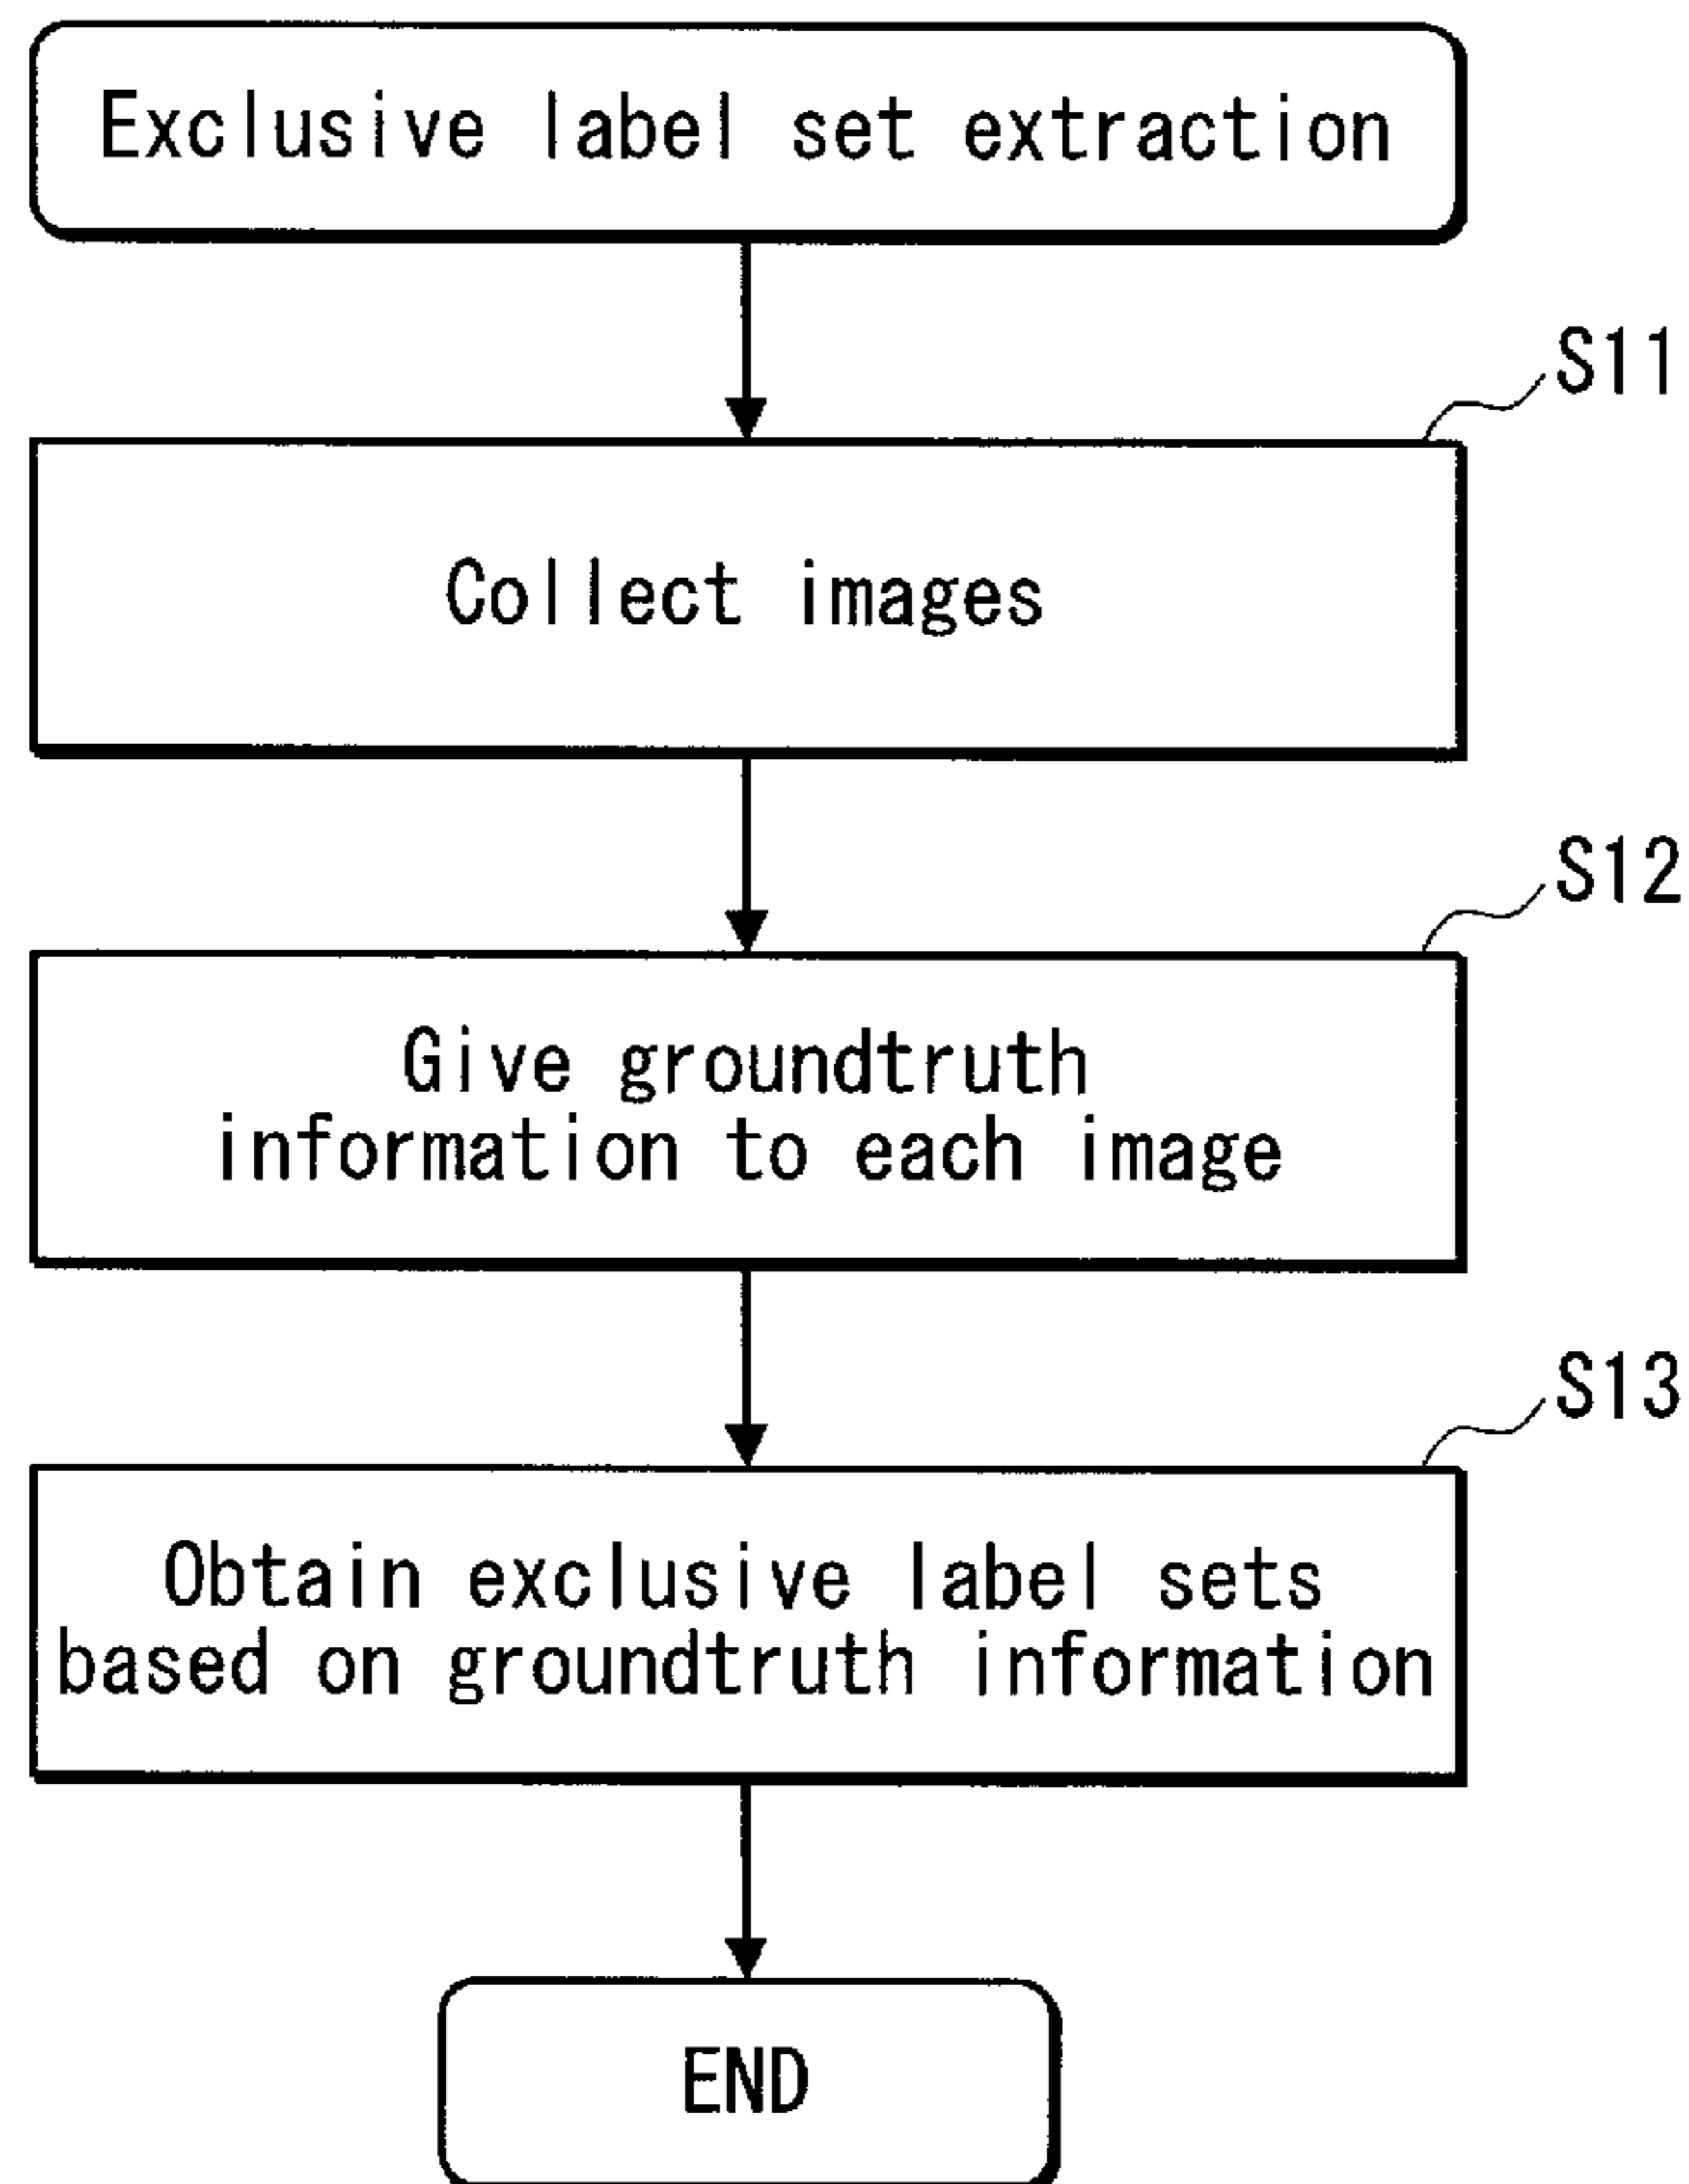 Exclusive label set extraction
S11
Collect images
S12
Give groundtruth
information to each image
S13
Obtain exclusive label sets
based on groundtruth information
END